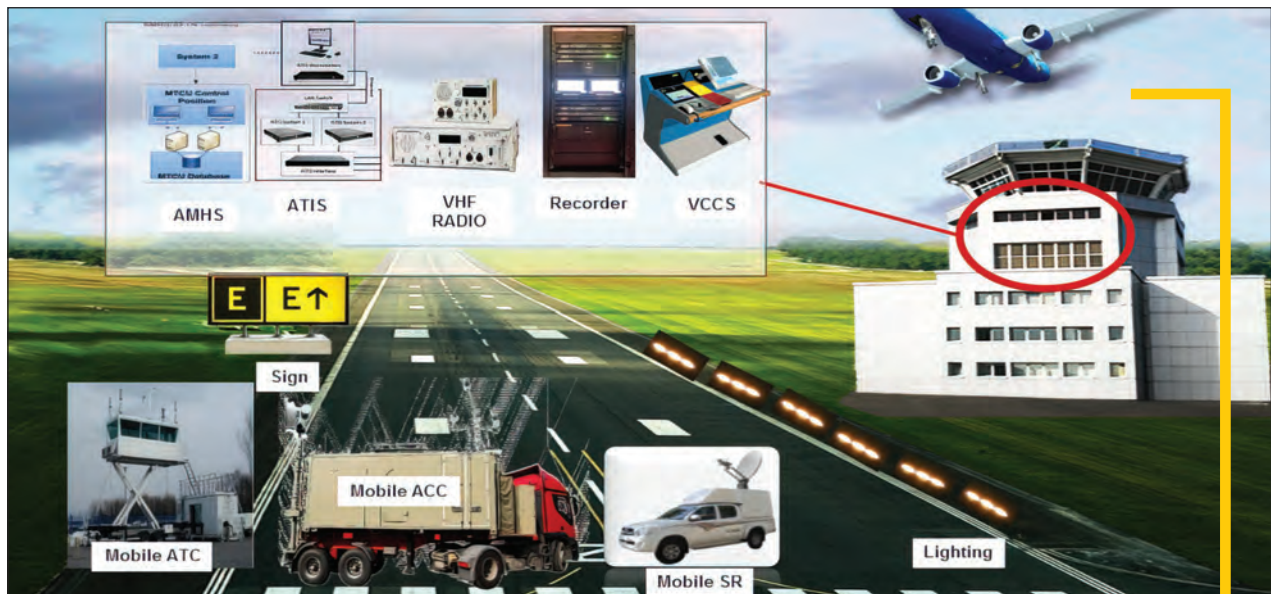 System 2
MTCU Control
Position
MTCU Database
LAN Switch
AMHS
ATIS
VHF
RADIO
Recorder
VCCS
E
E↑
Sign
Mobile ACC
Mobile ATC
Mobile SR
Lighting